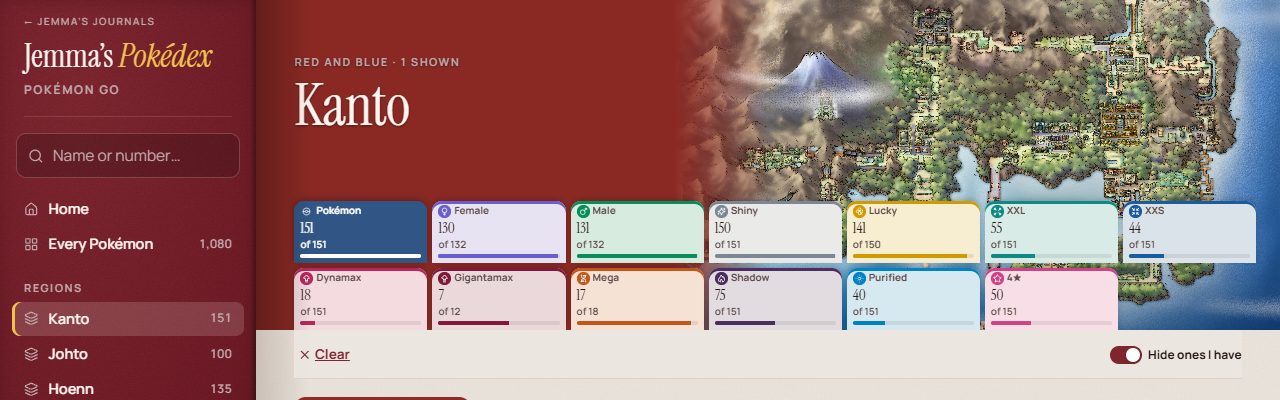 ← JEMMA'S JOURNALS
Jemma's Pokédex
POKÉMON GO
Name or number...
Home
Every Pokémon 1,080
REGIONS
Kanto 151
Johto 100
Hoenn 135
RED AND BLUE · 1 SHOWN
Kanto
Pokémon
151
of 151
Female
130
of 132
Male
131
of 132
Shiny
150
of 151
Lucky
141
of 150
XXL
55
of 151
XXS
44
of 151
Dynamax
18
of 151
Gigantamax
7
of 12
Mega
17
of 18
Shadow
75
of 151
Purified
40
of 151
4★
50
of 151
× Clear
Hide ones I have